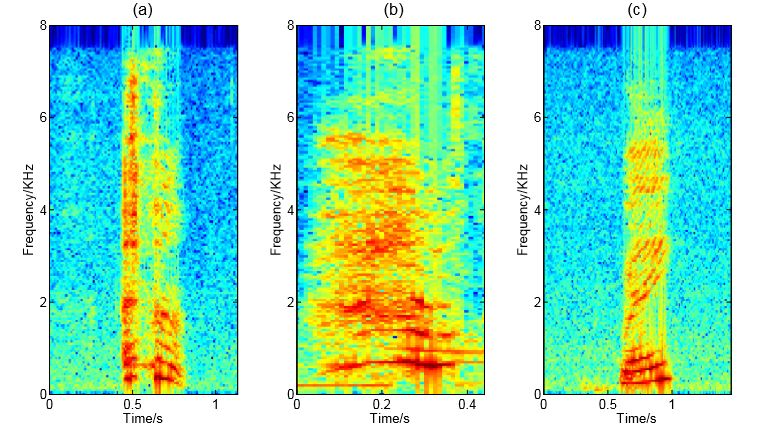 (a) (b) (c)
8 8 8
6 6 6
Frequency/KHz Frequency/KHz Frequency/KHz
4 4 4
2 2 2
0 0 0
0 0.5 1 0 0.2 0.4 0 0.5 1
Time/s Time/s Time/s